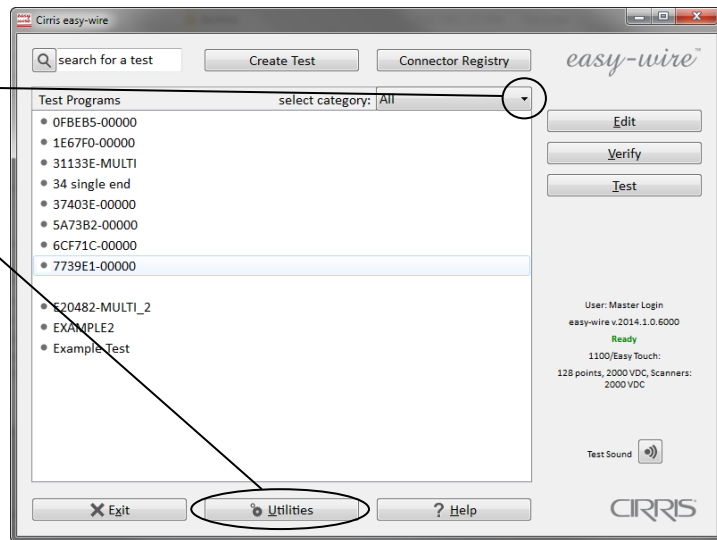 Cirris easy-wire
search for a test
Create Test
Connector Registry
easy-wire™
Test Programs
select category:
All
0FBEB5-00000
1E67F0-00000
31133E-MULTI
34 single end
37403E-00000
5A73B2-00000
6CF71C-00000
7739E1-00000
E20482-MULTI_2
EXAMPLE2
Example Test
Edit
Verify
Test
User: Master Login
easy-wire v.2014.1.0.6000
Ready
1100/Easy Touch:
128 points, 2000 VDC, Scanners:
2000 VDC
Test Sound
Exit
Utilities
? Help
CIRRIS